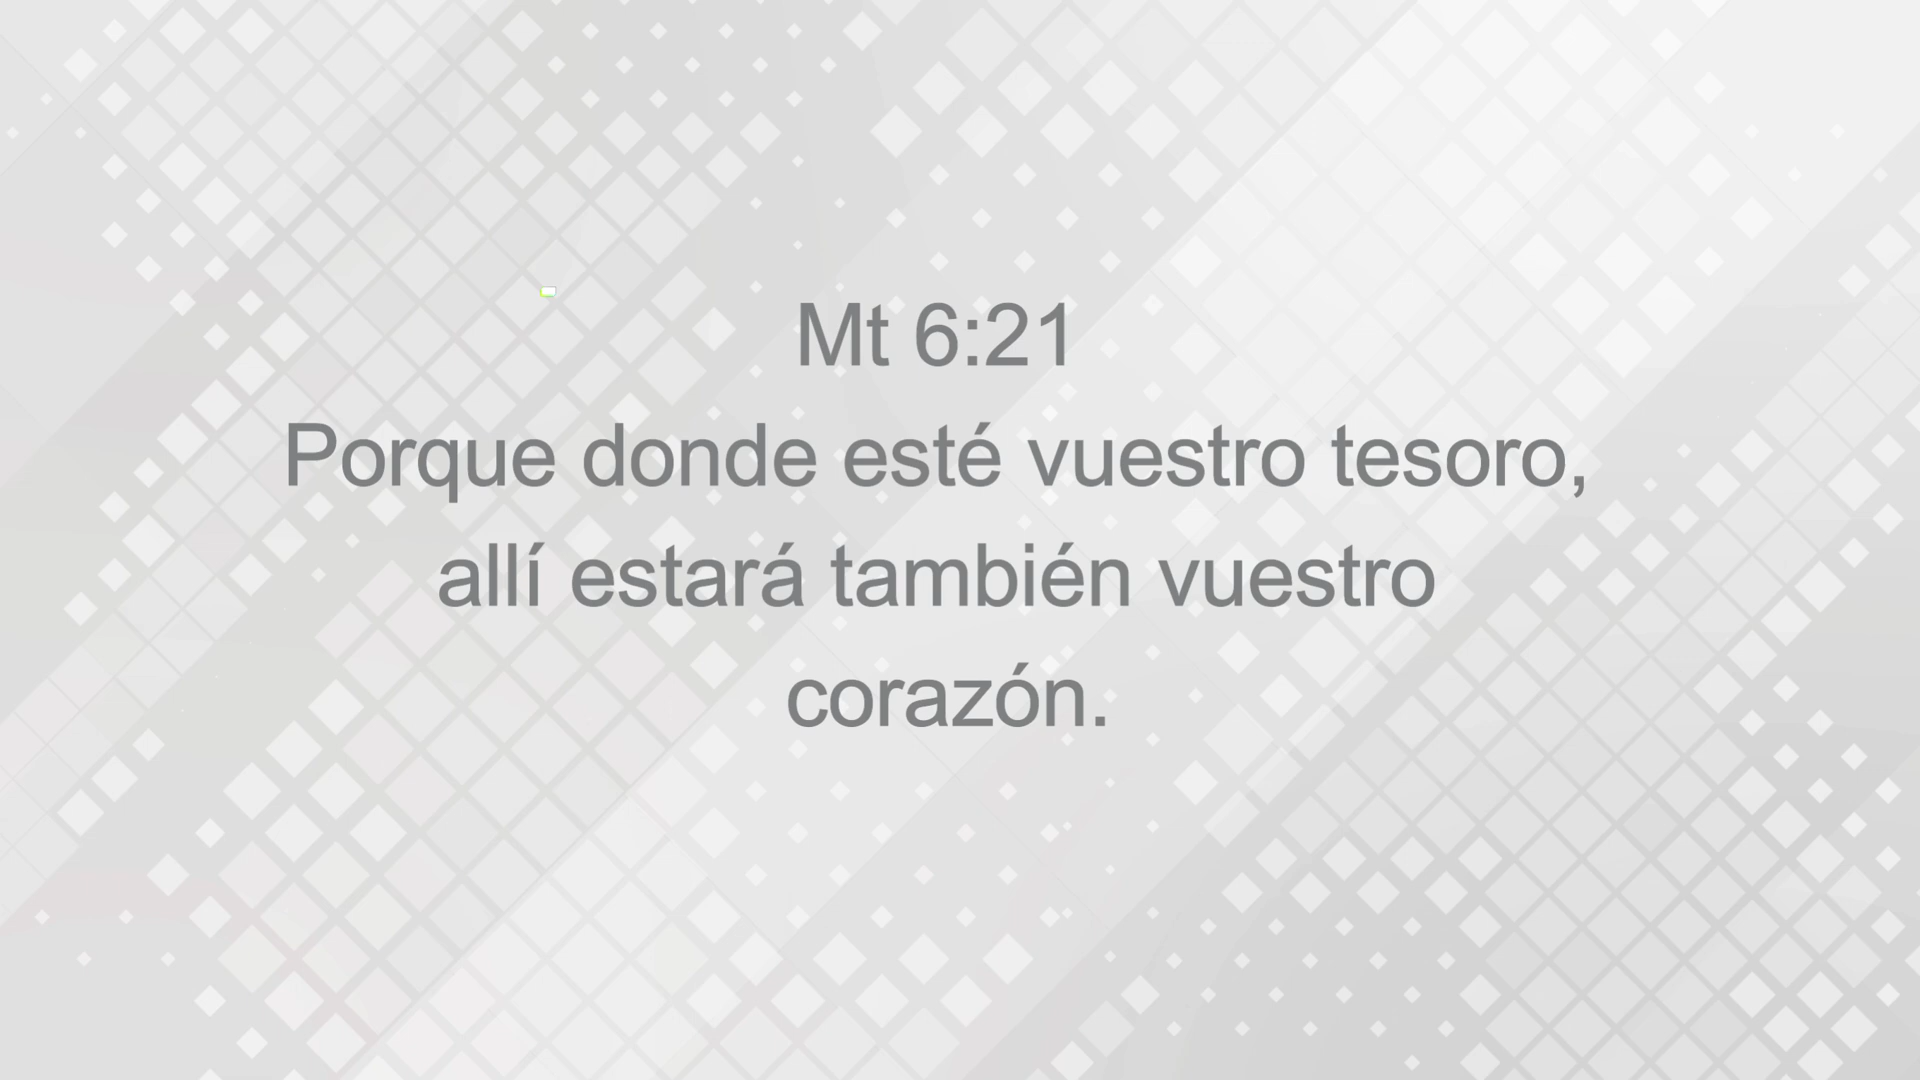 Mt 6:21
Porque donde esté vuestro tesoro,
allí estará también vuestro
corazón.